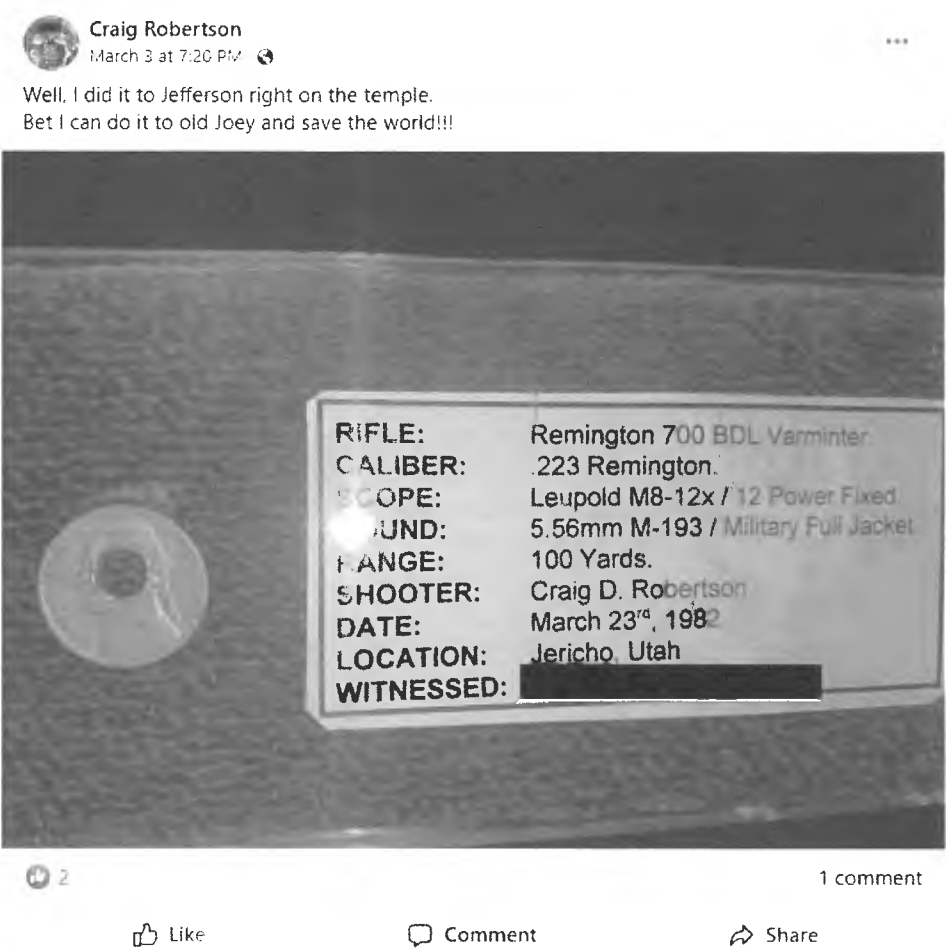 Craig Robertson
March 3 at 7:20 PM
Well, I did it to Jefferson right on the temple.
Bet I can do it to old Joey and save the world!!!
RIFLE: Remington 700 BDL Varminter.
CALIBER: .223 Remington.
SCOPE: Leupold M8-12x / 12 Power Fixed.
ROUND: 5.56mm M-193 / Military Full Jacket.
RANGE: 100 Yards.
SHOOTER: Craig D. Robertson
DATE: March 23rd, 1982
LOCATION: Jericho, Utah
WITNESSED:
2
1 comment
Like Comment Share